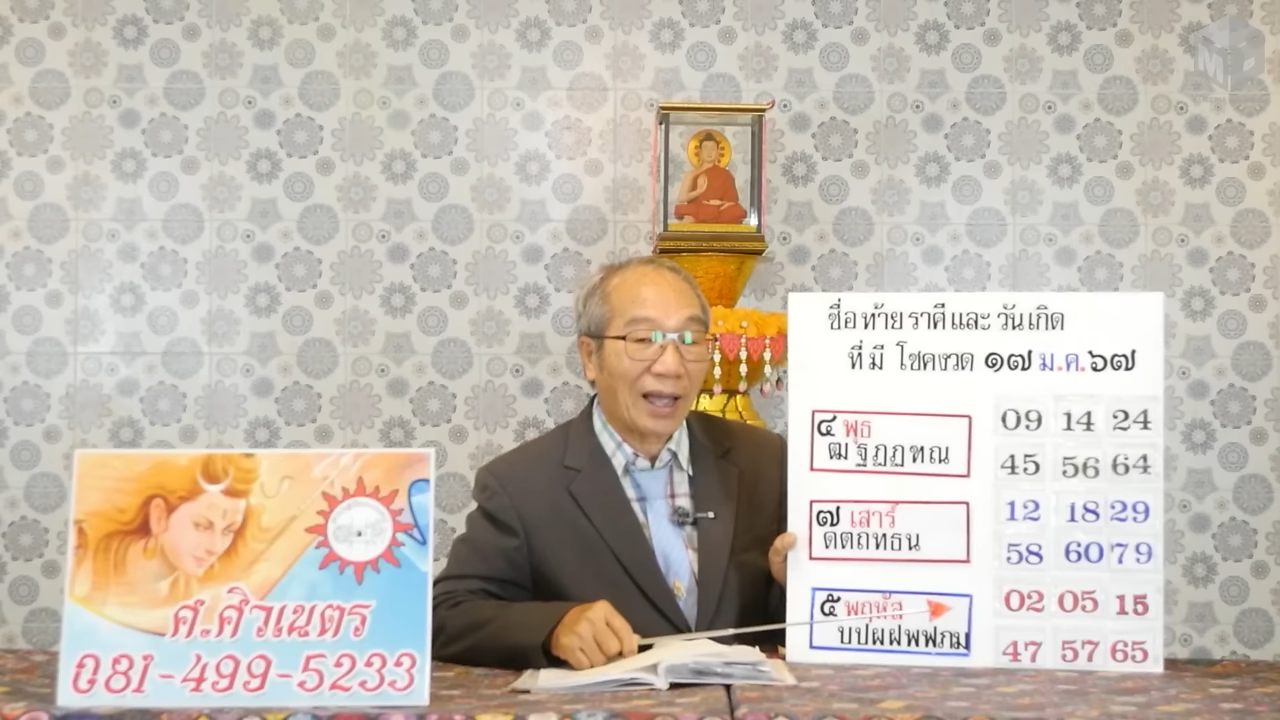 ชื่อท้ายราศีและวันเกิด
ที่มี โชคงวด ๑๗ ม.ค.๖๗
๔ พุธ
ฒฐฎฏฑณ
09 14 24
45 56 64
๗ เสาร์
ดตถทธน
12 18 29
58 60 79
๕ พฤหัส
บปผฝพฟภม
02 05 15
47 57 65
ศ.ศิวเนตร
081-499-5233